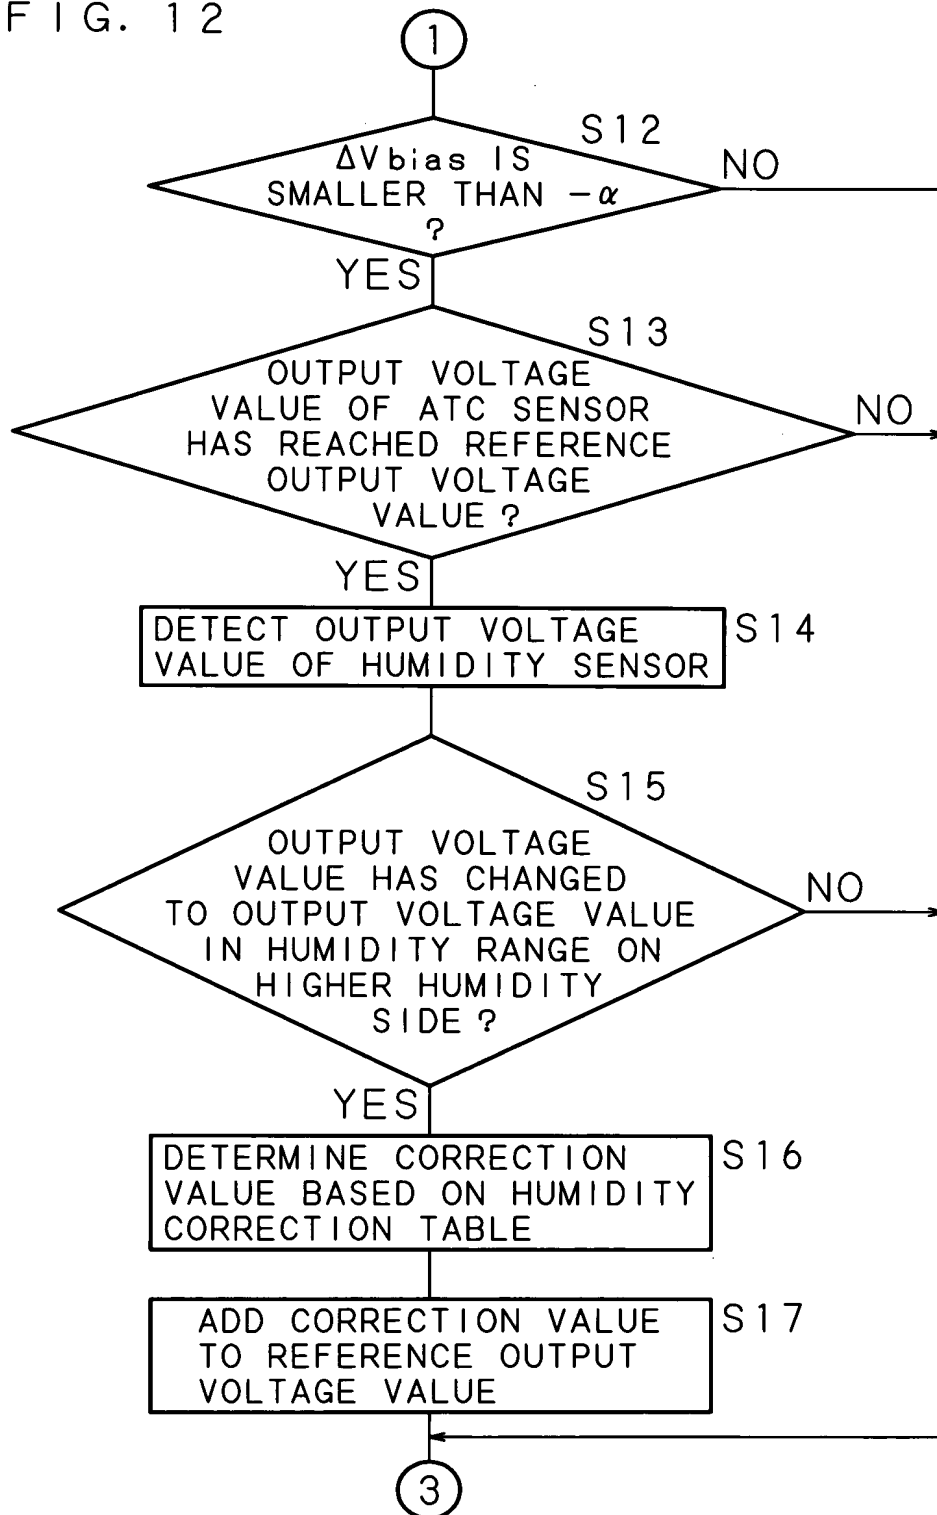 FIG. 12
1
S12
ΔVbias IS
SMALLER THAN -α
?
NO
YES
S13
OUTPUT VOLTAGE
VALUE OF ATC SENSOR
HAS REACHED REFERENCE
OUTPUT VOLTAGE
VALUE?
NO
YES
DETECT OUTPUT VOLTAGE
VALUE OF HUMIDITY SENSOR
S14
S15
OUTPUT VOLTAGE
VALUE HAS CHANGED
TO OUTPUT VOLTAGE VALUE
IN HUMIDITY RANGE ON
HIGHER HUMIDITY
SIDE?
NO
YES
DETERMINE CORRECTION
VALUE BASED ON HUMIDITY
CORRECTION TABLE
S16
ADD CORRECTION VALUE
TO REFERENCE OUTPUT
VOLTAGE VALUE
S17
3